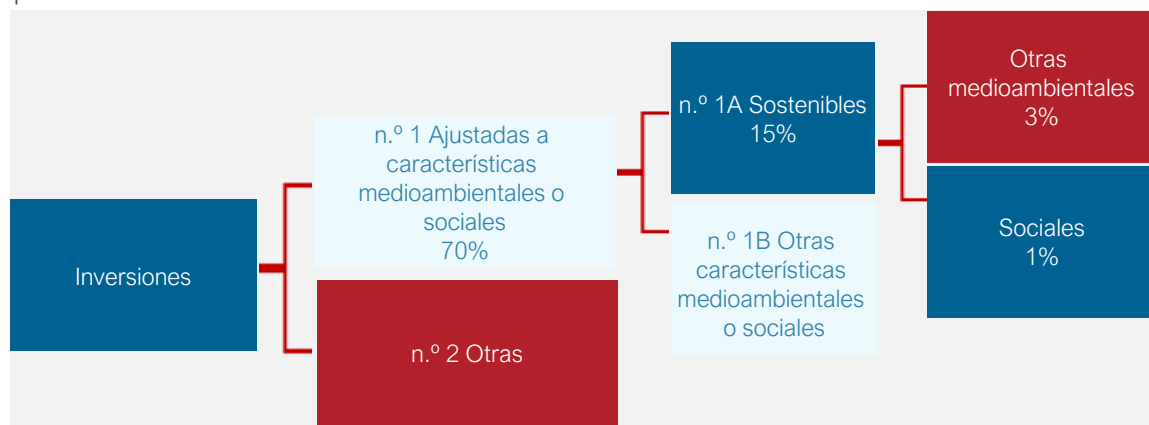 Inversiones
n.º 1 Ajustadas a
características
medioambientales o
sociales
70%
n.º 2 Otras
n.º 1A Sostenibles
15%
n.º 1B Otras
características
medioambientales
o sociales
Otras
medioambientales
3%
Sociales
1%